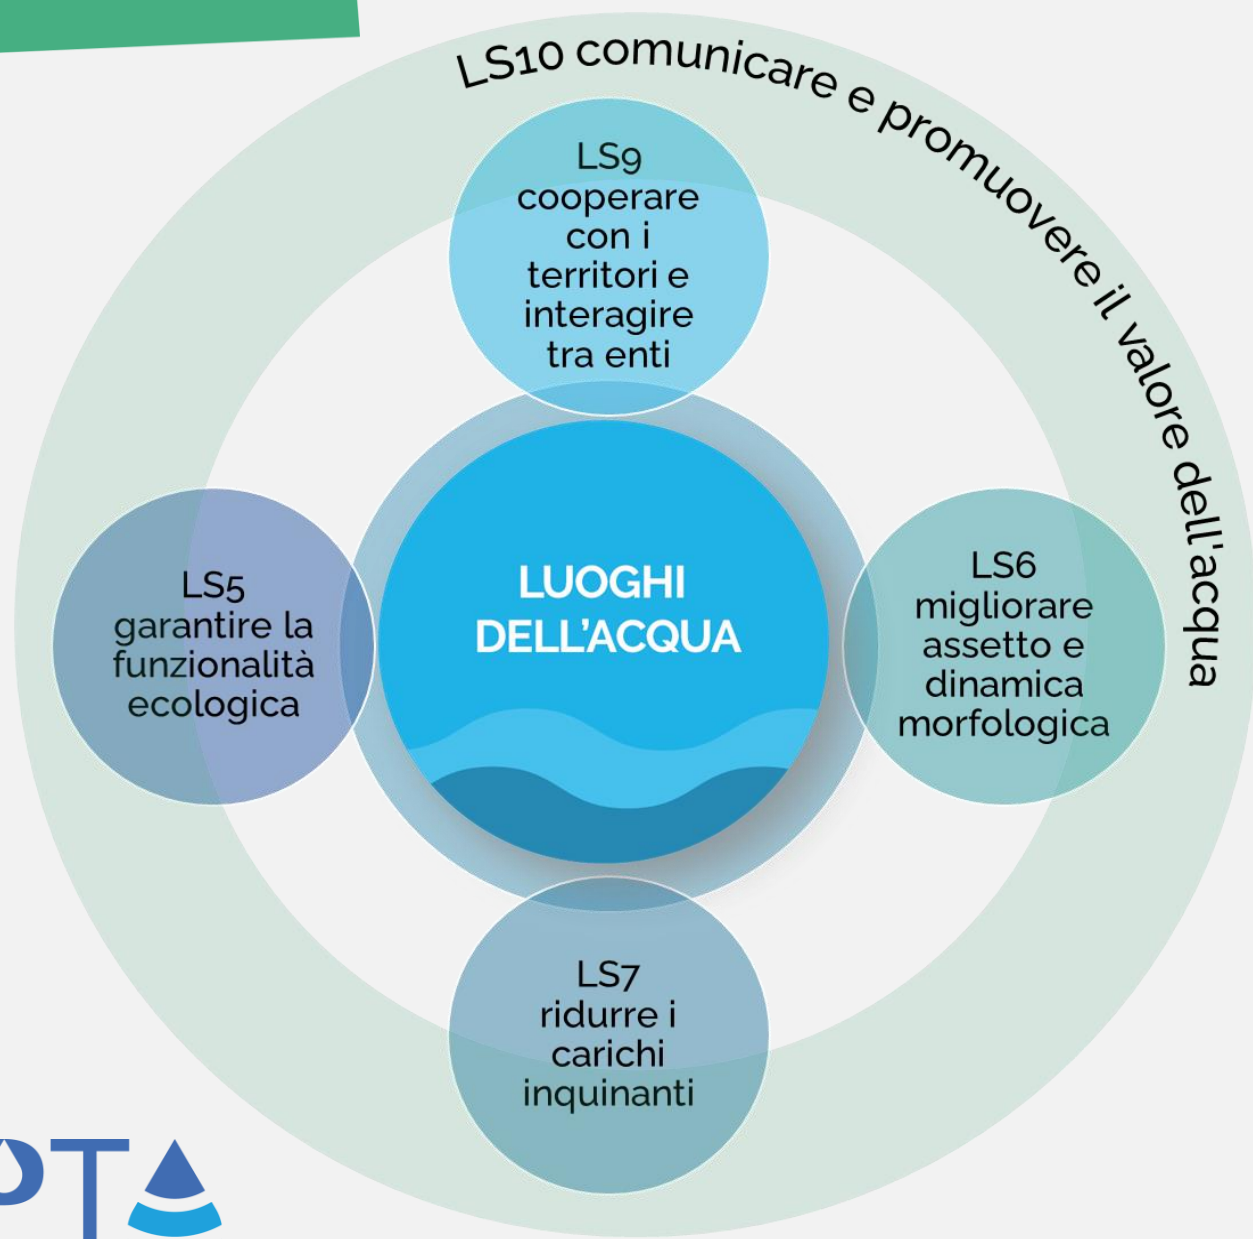 LS10 comunicare e promuovere il valore dell'acqua
LS9
cooperare
con i
territori e
interagire
tra enti
LS5
garantire la
funzionalità
ecologica
LUOGHI
DELL'ACQUA
LS6
migliorare
assetto e
dinamica
morfologica
LS7
ridurre i
carichi
inquinanti
PTA